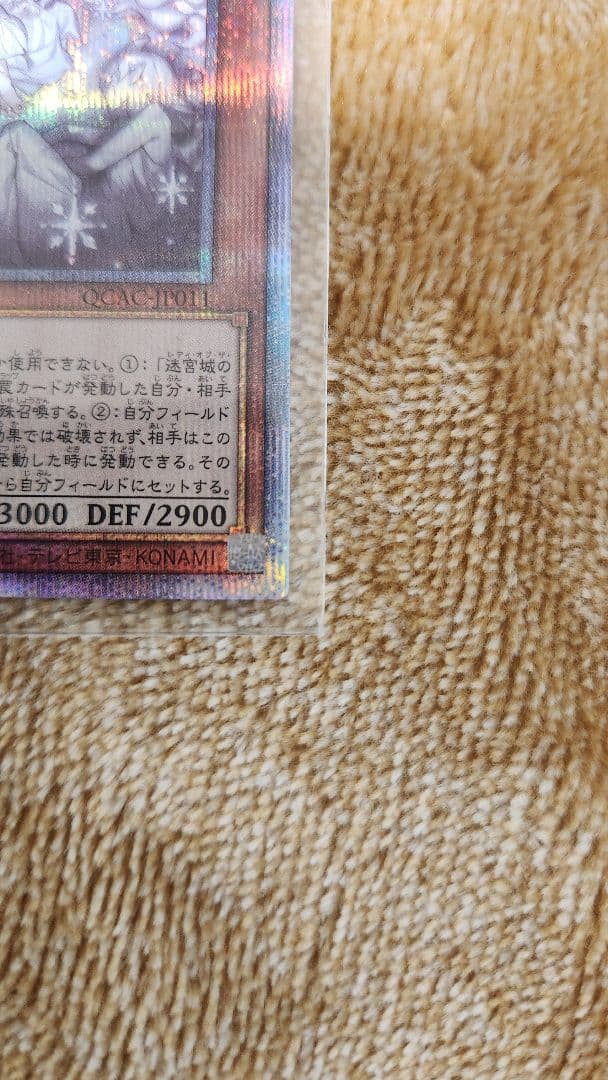 QCAC-JP011
使用できない。①:「迷宮城の
罠カードが発動した自分・相手
殊召喚する。②:自分フィールド
効果では破壊されず、相手はこの
発動した時に発動できる。その
ら自分フィールドにセットする。
3000 DEF/2900
社・テレビ東京・KONAMI